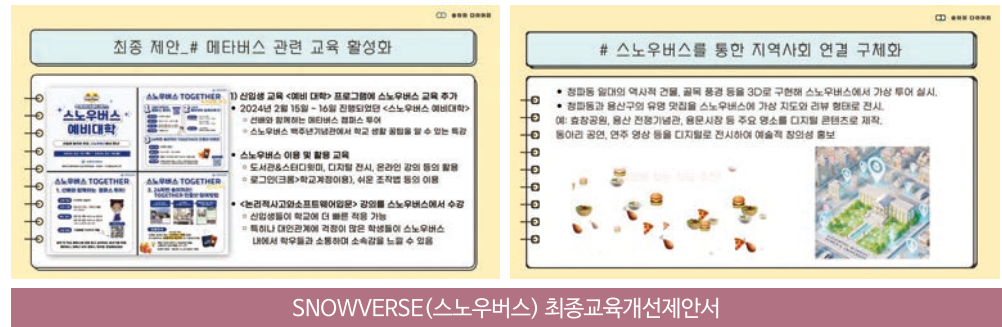 최종 제안_# 메타버스 관련 교육 활성화
스노우버스
예비대학
스노우버스 TOGETHER
스노우버스 TOGETHER
스노우버스 TOGETHER
1) 신입생 교육 <예비 대학> 프로그램에 스노우버스 교육 추가
• 2024년 2월 15일 ~ 16일 진행되었던 <스노우버스 예비대학>
◦ 선배와 함께하는 메타버스 캠퍼스 투어
◦ 스노우버스 백주년기념관에서 학교 생활 꿀팁을 알 수 있는 특강
• 스노우버스 이용 및 활용 교육
◦ 도서관&스터디윗미, 디지털 전시, 온라인 강의 등의 활용
◦ 로그인(크롬>학교계정이용), 쉬운 조작법 등의 이용
• <논리적사고와소프트웨어입문> 강의를 스노우버스에서 수강
◦ 신입생들이 학교에 더 빠른 적응 가능
◦ 특히나 대인관계에 걱정이 많은 학생들이 스노우버스
내에서 학우들과 소통하며 소속감을 느낄 수 있음
# 스노우버스를 통한 지역사회 연결 구체화
• 청파동 일대의 역사적 건물, 골목 풍경 등을 3D로 구현해 스노우버스에서 가상 투어 실시.
• 청파동과 용산구의 유명 맛집을 스노우버스에 가상 지도와 리뷰 형태로 전시.
예: 효창공원, 용산 전쟁기념관, 용문시장 등 주요 명소를 디지털 콘텐츠로 제작.
동아리 공연, 연주 영상 등을 디지털로 전시하여 예술적 창의성 홍보
SNOWVERSE(스노우버스) 최종교육개선제안서